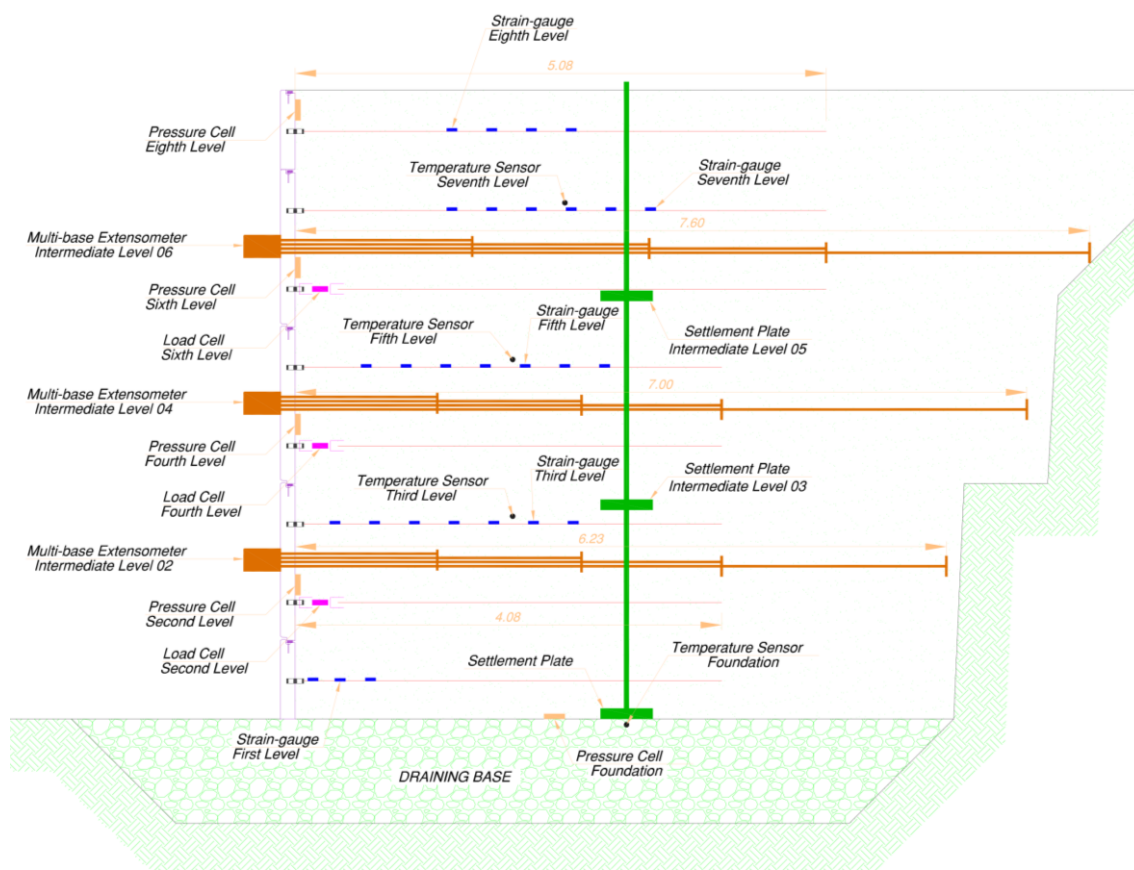 Strain-gauge
Eighth Level
5.08
Pressure Cell
Eighth Level
Temperature Sensor
Seventh Level
Strain-gauge
Seventh Level
7.60
Multi-base Extensometer
Intermediate Level 06
Pressure Cell
Sixth Level
Strain-gauge
Fifth Level
Temperature Sensor
Fifth Level
Load Cell
Sixth Level
Settlement Plate
Intermediate Level 05
7.00
Multi-base Extensometer
Intermediate Level 04
Pressure Cell
Fourth Level
Strain-gauge
Third Level
Temperature Sensor
Third Level
Load Cell
Fourth Level
Settlement Plate
Intermediate Level 03
6.23
Multi-base Extensometer
Intermediate Level 02
Pressure Cell
Second Level
4.08
Load Cell
Second Level
Settlement Plate
Temperature Sensor
Foundation
Strain-gauge
First Level
Pressure Cell
Foundation
DRAINING BASE